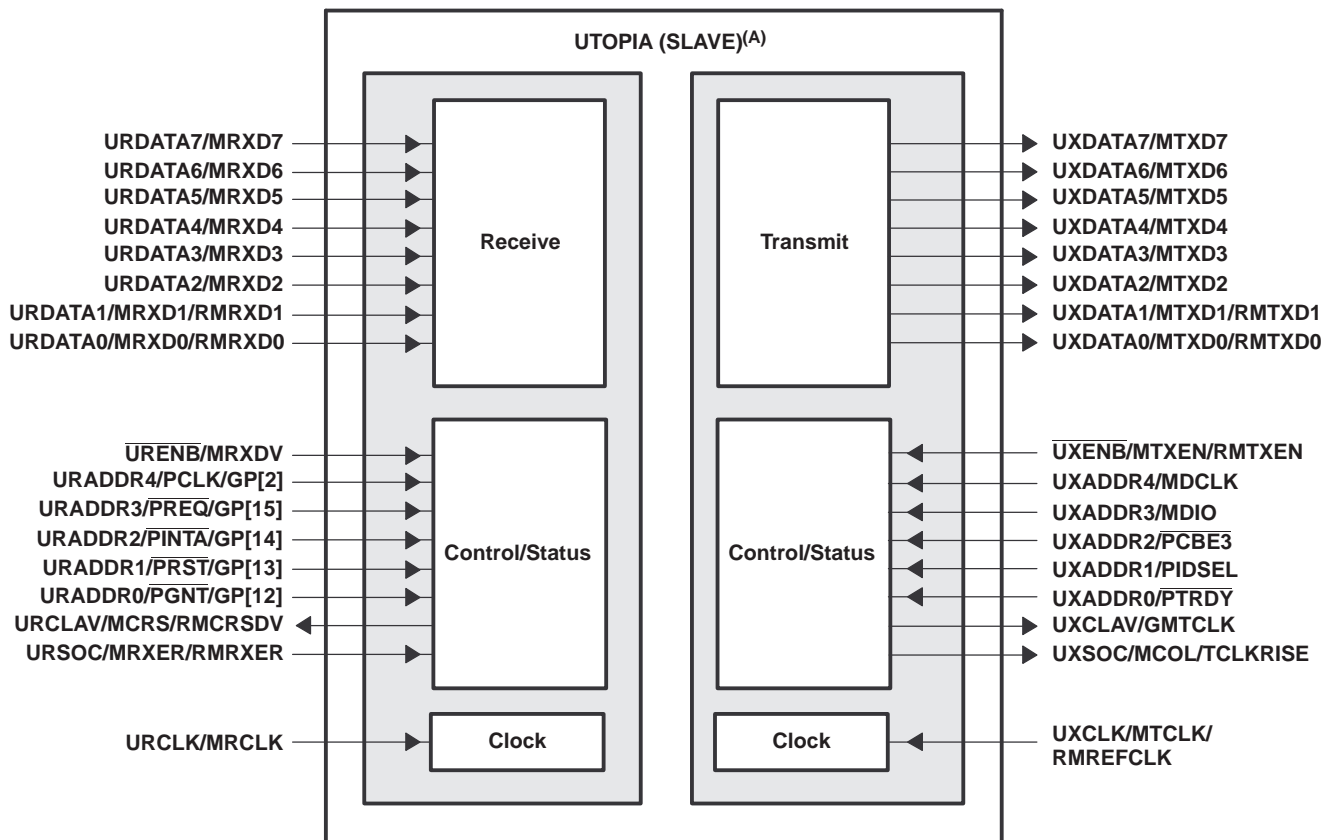 UTOPIA (SLAVE)(A)
URDATA7/MRXD7
URDATA6/MRXD6
URDATA5/MRXD5
URDATA4/MRXD4
URDATA3/MRXD3
URDATA2/MRXD2
URDATA1/MRXD1/RMRXD1
URDATA0/MRXD0/RMRXD0
Receive
Transmit
UXDATA7/MTXD7
UXDATA6/MTXD6
UXDATA5/MTXD5
UXDATA4/MTXD4
UXDATA3/MTXD3
UXDATA2/MTXD2
UXDATA1/MTXD1/RMTXD1
UXDATA0/MTXD0/RMTXD0
URENB/MRXDV
URADDR4/PCLK/GP[2]
URADDR3/PREQ/GP[15]
URADDR2/PINTA/GP[14]
URADDR1/PRST/GP[13]
URADDR0/PGNT/GP[12]
URCLAV/MCRS/RMCRSDV
URSOC/MRXER/RMRXER
Control/Status
Control/Status
UXENB/MTXEN/RMTXEN
UXADDR4/MDCLK
UXADDR3/MDIO
UXADDR2/PCBE3
UXADDR1/PIDSEL
UXADDR0/PTRDY
UXCLAV/GMTCLK
UXSOC/MCOL/TCLKRISE
URCLK/MRCLK
Clock
Clock
UXCLK/MTCLK/
RMREFCLK